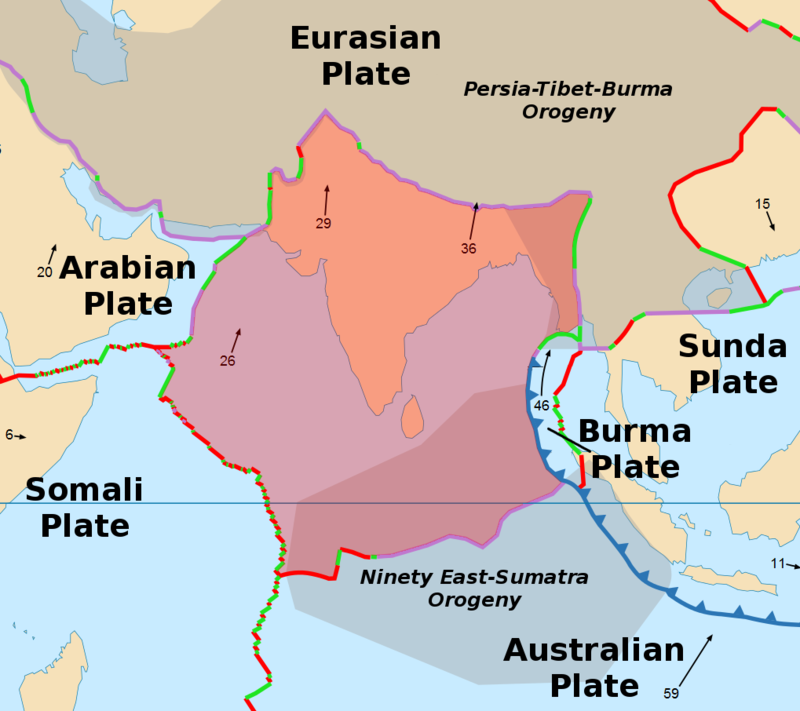 Eurasian
Plate
Persia-Tibet-Burma
Orogeny
15
29
36
20
Arabian
Plate
26
Sunda
Plate
46
6
Burma
Plate
Somali
Plate
11
Ninety East-Sumatra
Orogeny
Australian
Plate
59